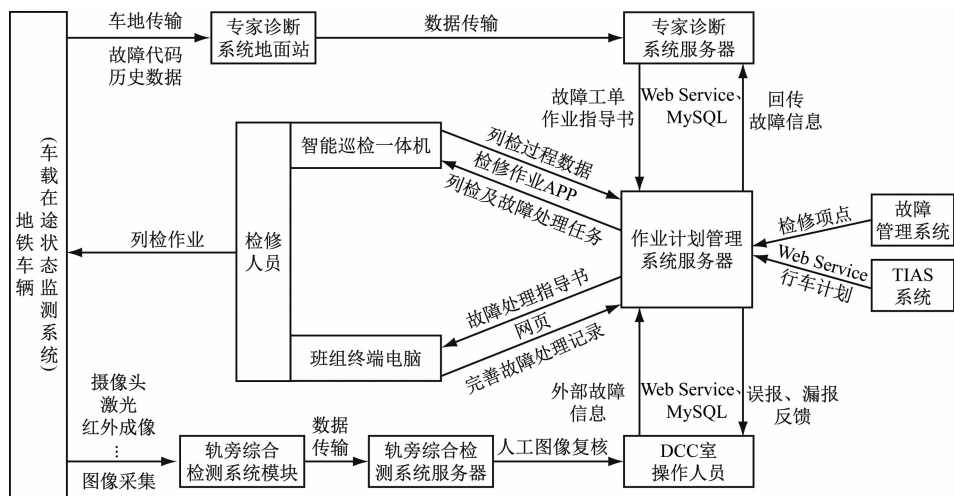 车地传输
故障代码
历史数据
专家诊断
系统地面站
数据传输
专家诊断
系统服务器
故障工单
作业指导书
Web Service、
MySQL
回传
故障信息
地铁车辆
(车载在途状态监测系统)
列检作业
检修
人员
智能巡检一体机
列检过程数据
检修作业APP
列检及故障处理任务
作业计划管理
系统服务器
检修项点
故障
管理系统
Web Service
行车计划
TIAS
系统
故障处理指导书
网页
完善故障处理记录
班组终端电脑
摄像头
激光
红外成像
...
图像采集
轨旁综合
检测系统模块
数据
传输
轨旁综合检
测系统服务器
人工图像复核
外部故障
信息
Web Service、
MySQL
误报、漏报
反馈
DCC室
操作人员